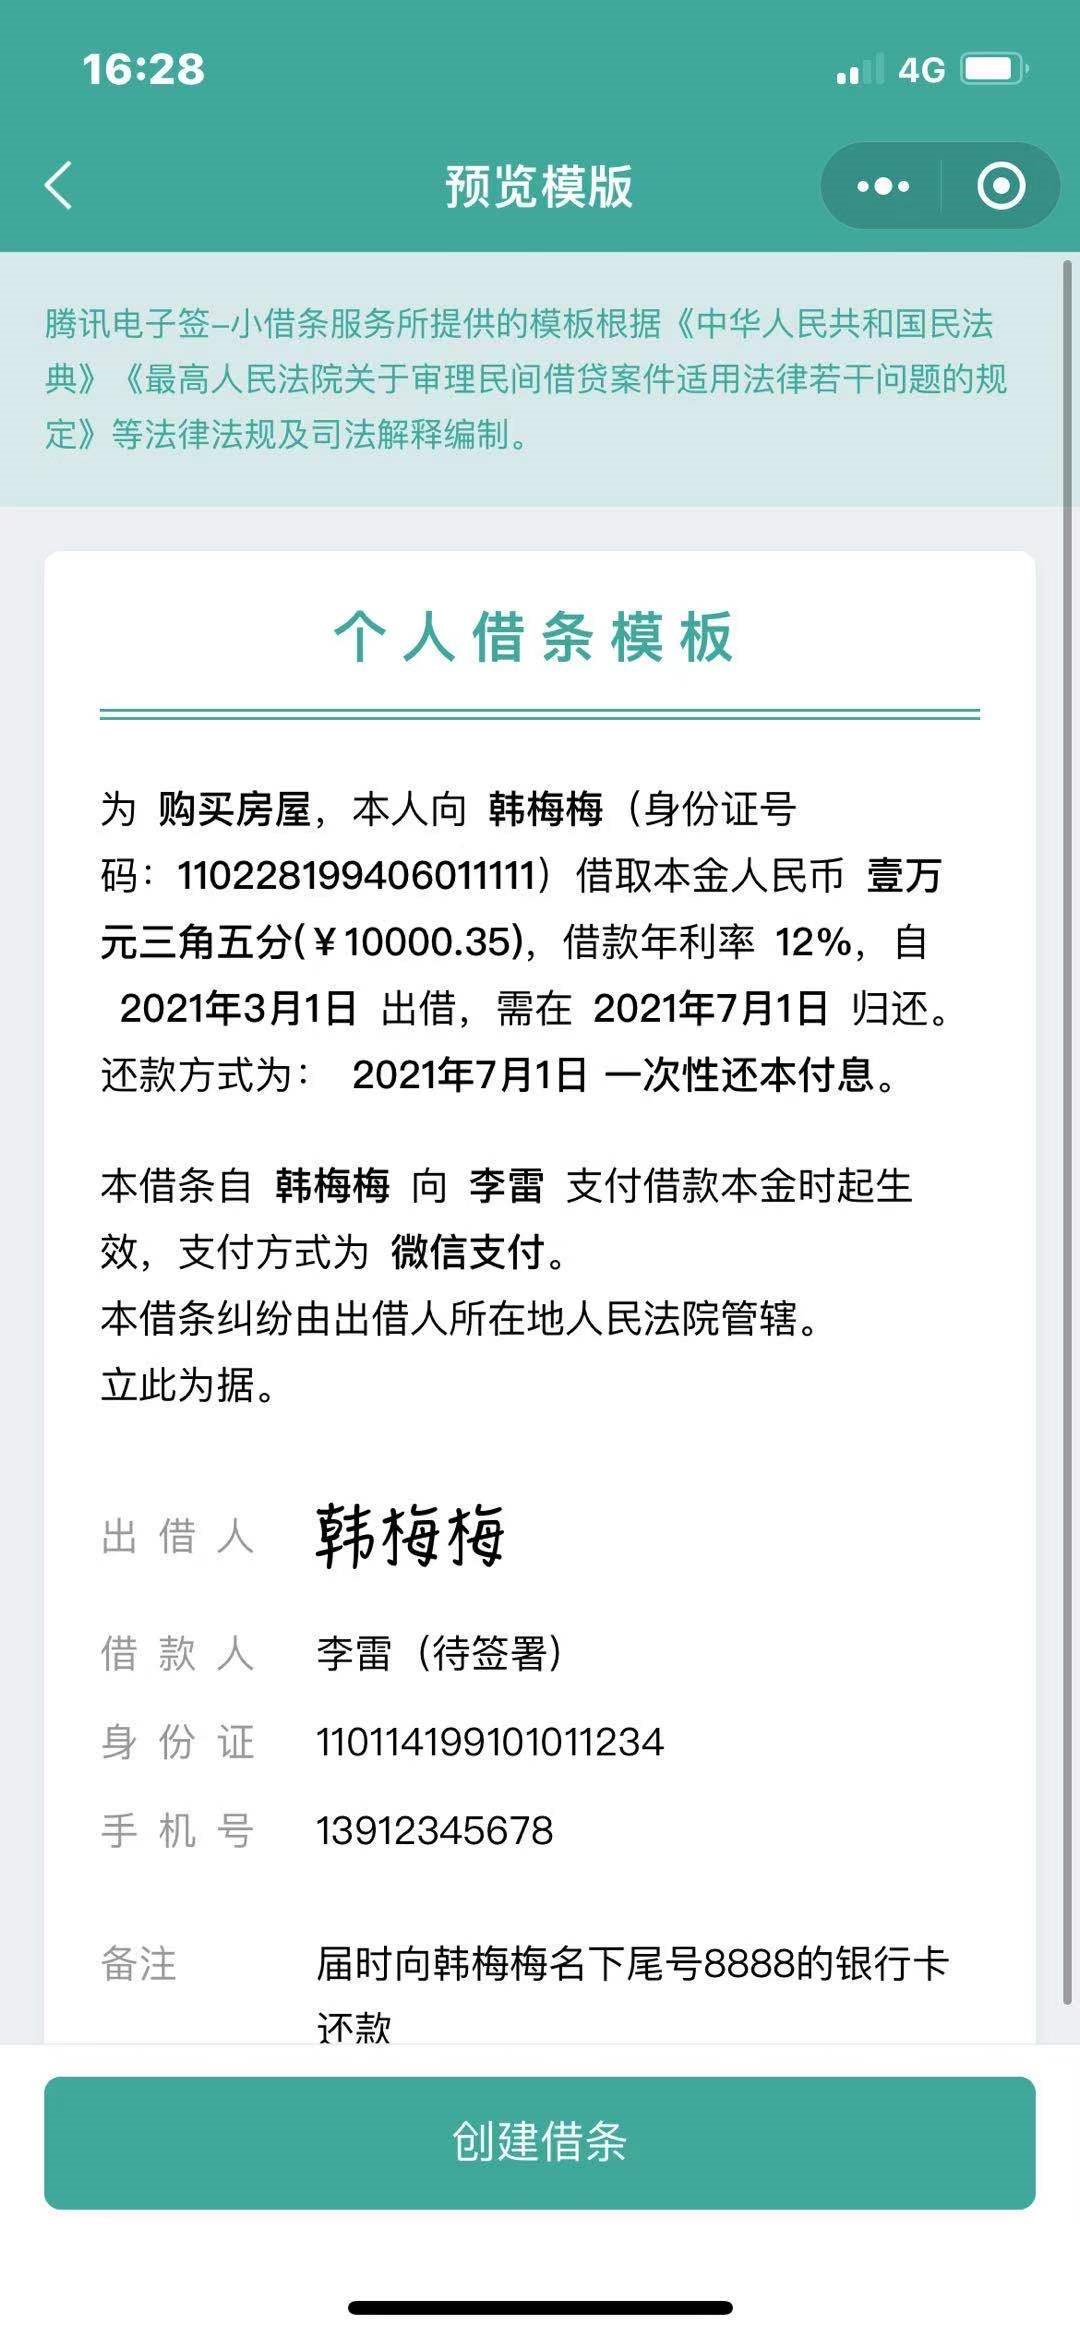 16:28
4G
预览模版
腾讯电子签–小借条服务所提供的模板根据《中华人民共和国民法
典》《最高人民法院关于审理民间借贷案件适用法律若干问题的规
定》等法律法规及司法解释编制。
个人借条模板
为 购买房屋，本人向 韩梅梅（身份证号
码：110228199406011111）借取本金人民币 壹万
元三角五分(￥10000.35)，借款年利率 12%，自
2021年3月1日 出借，需在 2021年7月1日 归还。
还款方式为： 2021年7月1日 一次性还本付息。
本借条自 韩梅梅 向 李雷 支付借款本金时起生
效，支付方式为 微信支付。
本借条纠纷由出借人所在地人民法院管辖。
立此为据。
出借人 韩梅梅
借款人 李雷（待签署）
身份证 110114199101011234
手机号 13912345678
备注 届时向韩梅梅名下尾号8888的银行卡
还款
创建借条